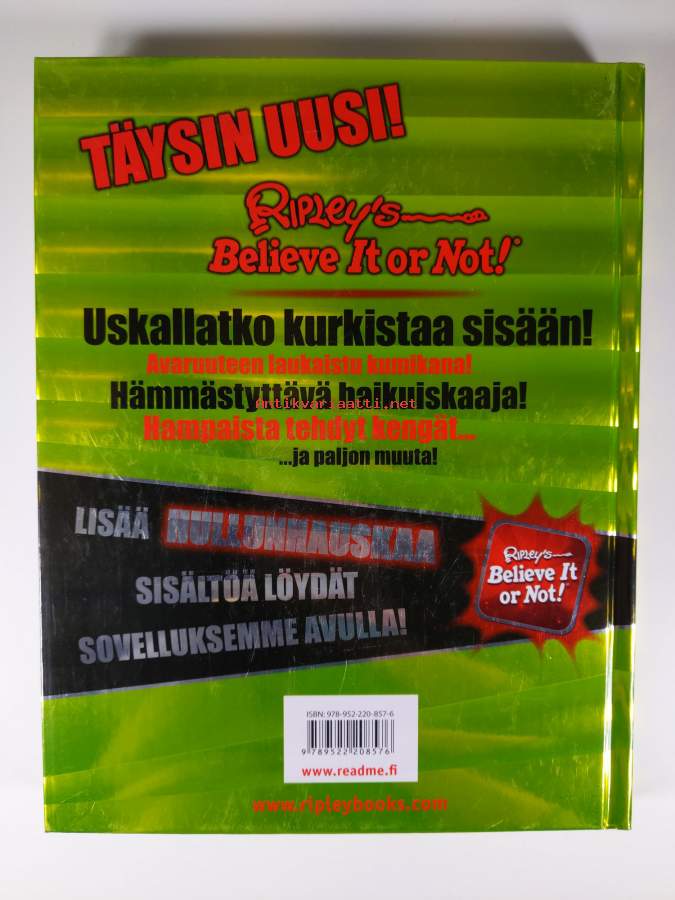 TÄYSIN UUSI!
Ripley's
Believe It or Not!®
Uskallatko kurkistaa sisään!
Avaruuteen laukaistu kumikana!
Hämmästyttävä haikuiskaaja!
Antikvariaatti.net
Hampaista tehdyt kengät...
...ja paljon muuta!
LISÄÄ HULLUNHAUSKAA
SISÄLTÖÄ LÖYDÄT
SOVELLUKSEMME AVULLA!
Ripley's
Believe It
or Not!®
ISBN: 978-952-220-857-6
9 789522 208576
www.readme.fi
www.ripleybooks.com